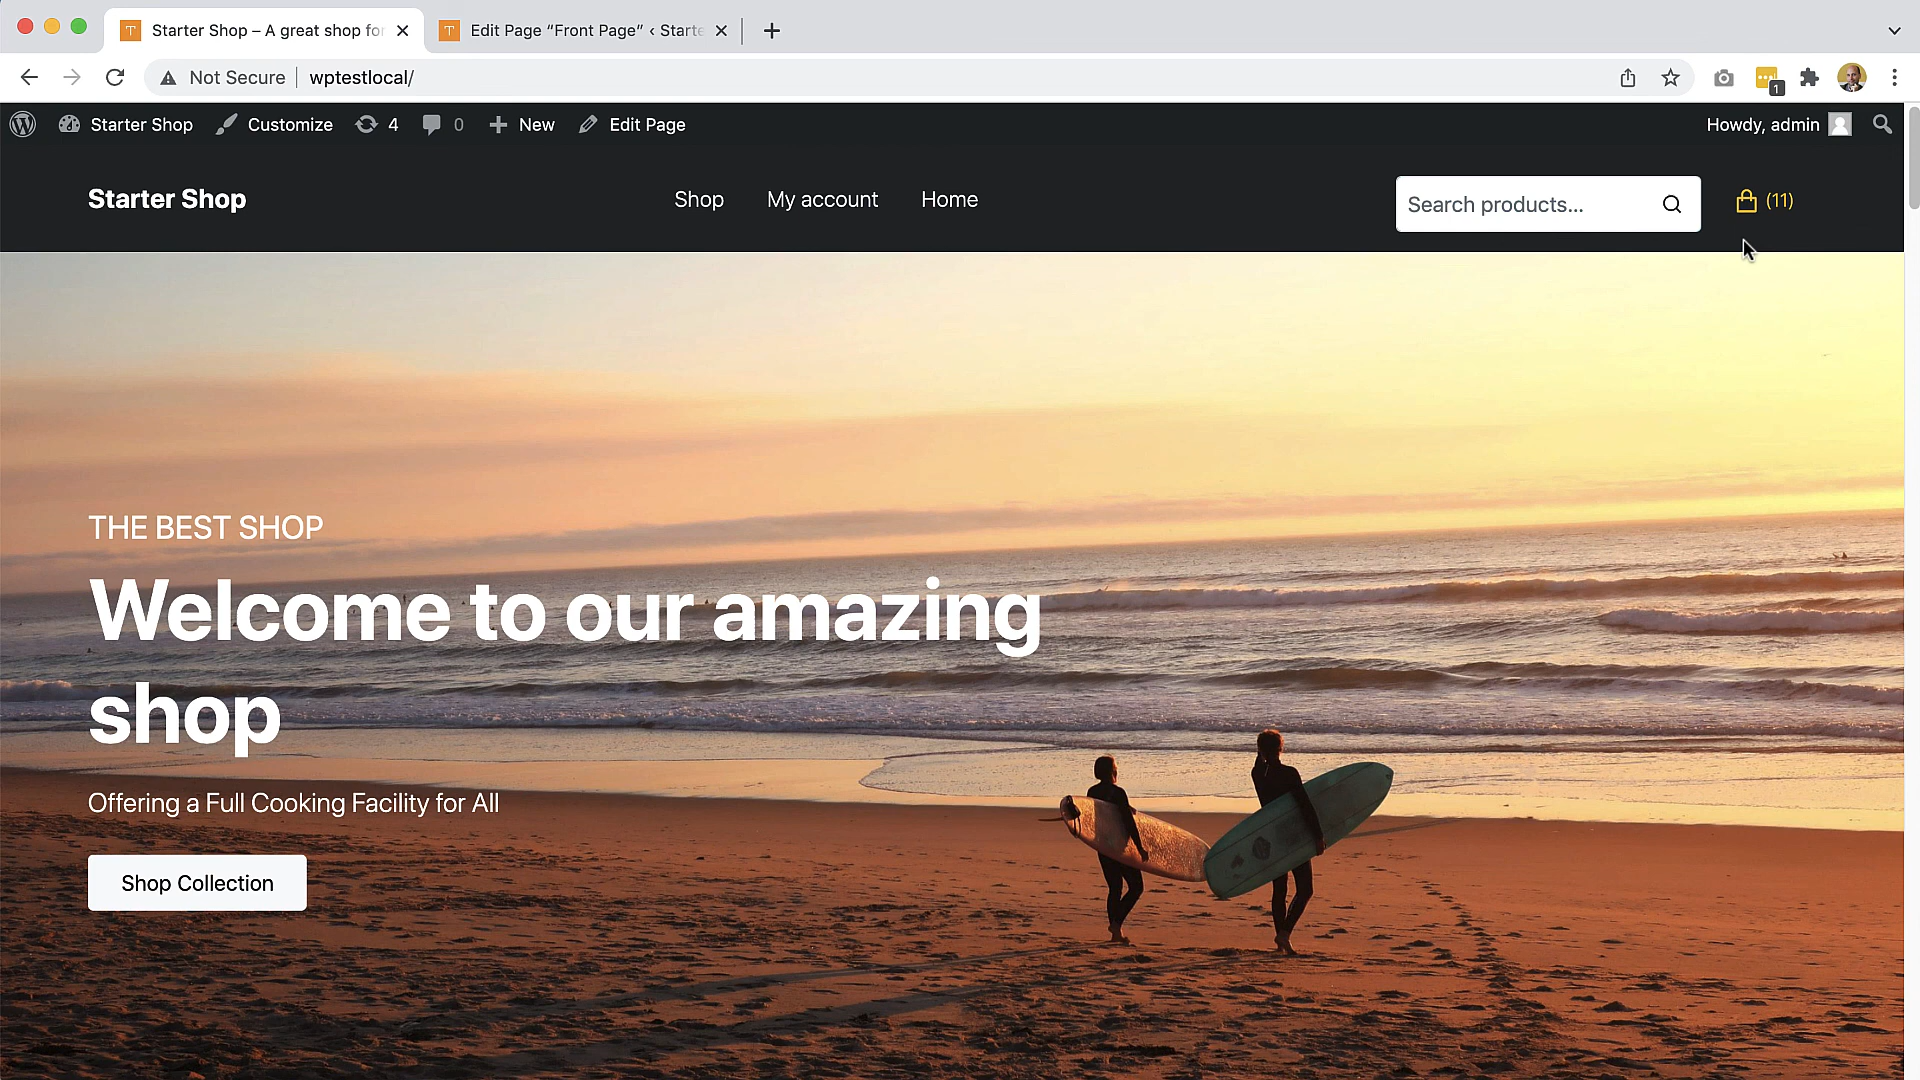 Starter Shop – A great shop for
Edit Page “Front Page” ‹ Starte
Not Secure
wptestlocal/
1
Starter Shop
Customize
4
0
New
Edit Page
Howdy, admin
Starter Shop
Shop
My account
Home
Search products...
(11)
THE BEST SHOP
Welcome to our amazing
shop
Offering a Full Cooking Facility for All
Shop Collection